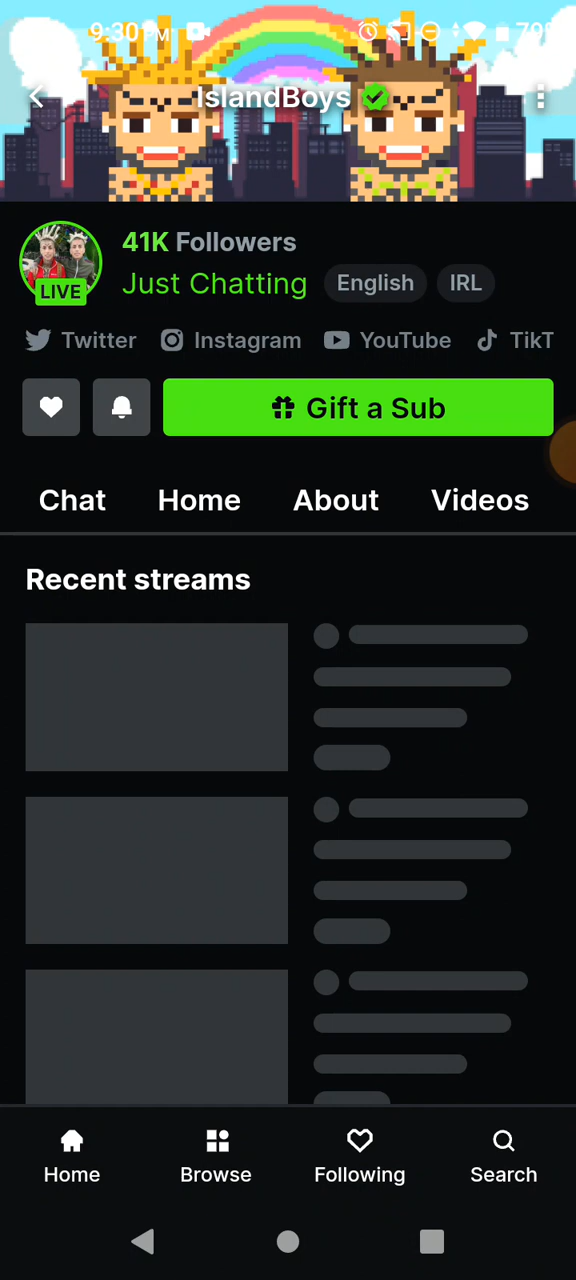 9:30 PM
IslandBoys
41K Followers
LIVE
Just Chatting
English
IRL
Twitter
Instagram
YouTube
TikT
Gift a Sub
Chat
Home
About
Videos
Recent streams
Home
Browse
Following
Search